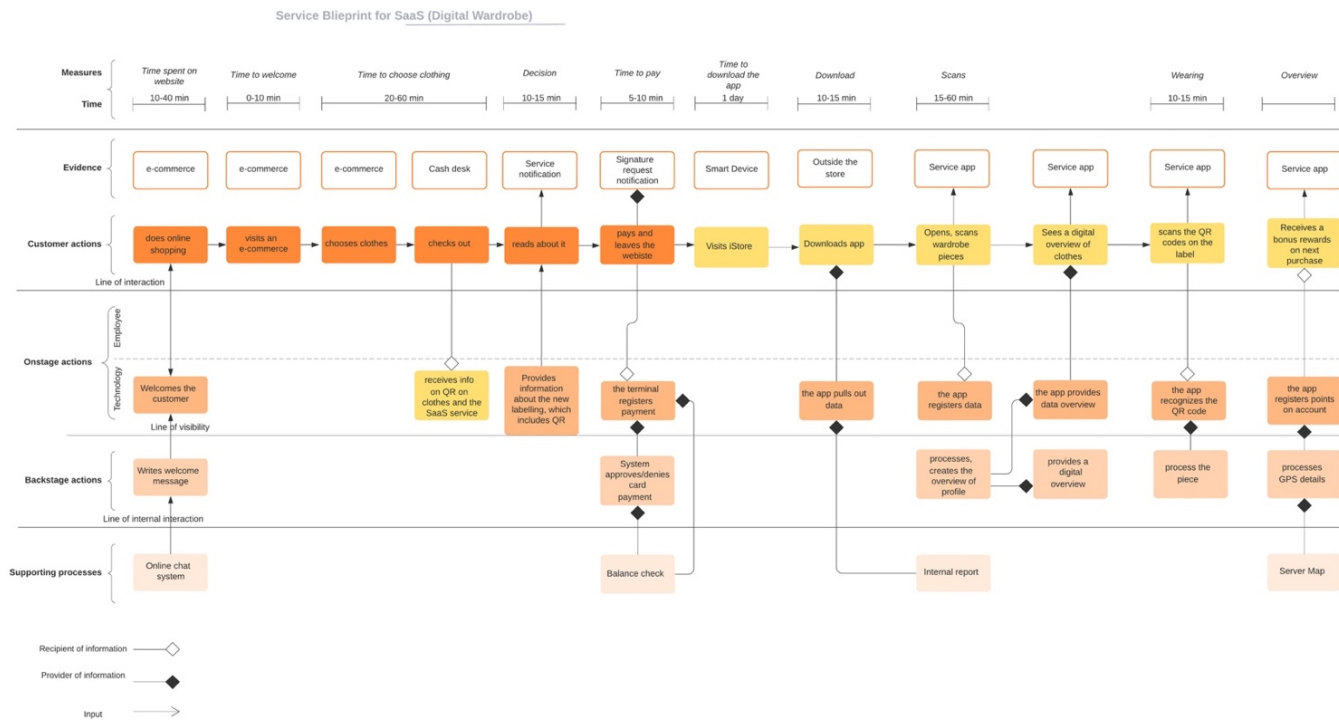 Service Blieprint for SaaS (Digital Wardrobe)
Measures
Time spent on
website
Time to welcome
Time to choose clothing
Decision
Time to pay
Time to
download the
app
Download
Scans
Wearing
Overview
Time
10-40 min
0-10 min
20-60 min
10-15 min
5-10 min
1 day
10-15 min
15-60 min
10-15 min
Evidence
e-commerce
e-commerce
e-commerce
Cash desk
Service
notification
Signature
request
notification
Smart Device
Outside the
store
Service app
Service app
Service app
Service app
Customer actions
does online
shopping
visits an
e-commerce
chooses clothes
checks out
reads about it
pays and
leaves the
webiste
Visits iStore
Downloads app
Opens, scans
wardrobe
pieces
Sees a digital
overview of
clothes
scans the QR
codes on the
label
Receives a
bonus rewards
on next
purchase
Line of interaction
Onstage actions
Employee
Technology
Welcomes the
customer
receives info
on QR on
clothes and the
SaaS service
Provides
information
about the new
labelling, which
includes QR
the terminal
registers
payment
the app pulls out
data
the app
registers data
the app provides
data overview
the app
recognizes the
QR code
the app
registers points
on account
Line of visibility
Backstage actions
Writes welcome
message
System
approves/denies
card
payment
processes,
creates the
overview of
profile
provides a
digital
overview
process the
piece
processes
GPS details
Line of internal interaction
Supporting processes
Online chat
system
Balance check
Internal report
Server Map
Recipient of information
Provider of information
Input